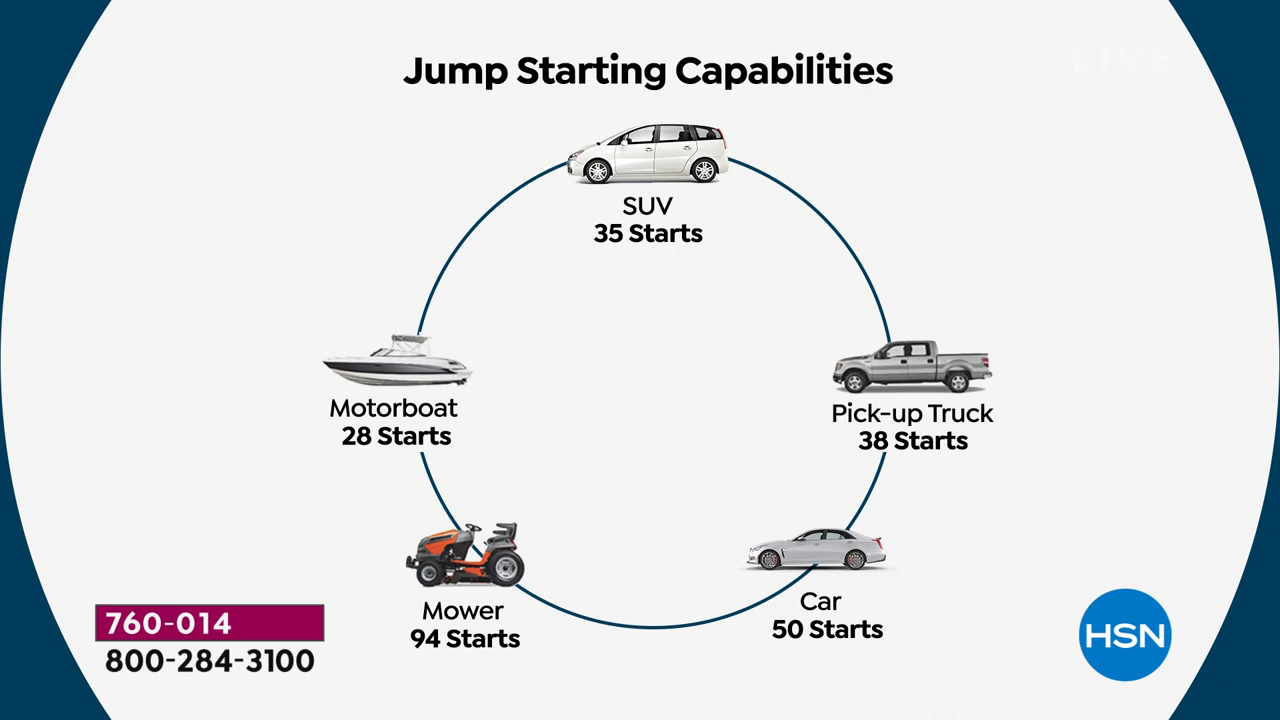 LIVE
Jump Starting Capabilities
SUV
35 Starts
Motorboat
28 Starts
Pick-up Truck
38 Starts
Mower
94 Starts
Car
50 Starts
760-014
800-284-3100
HSN